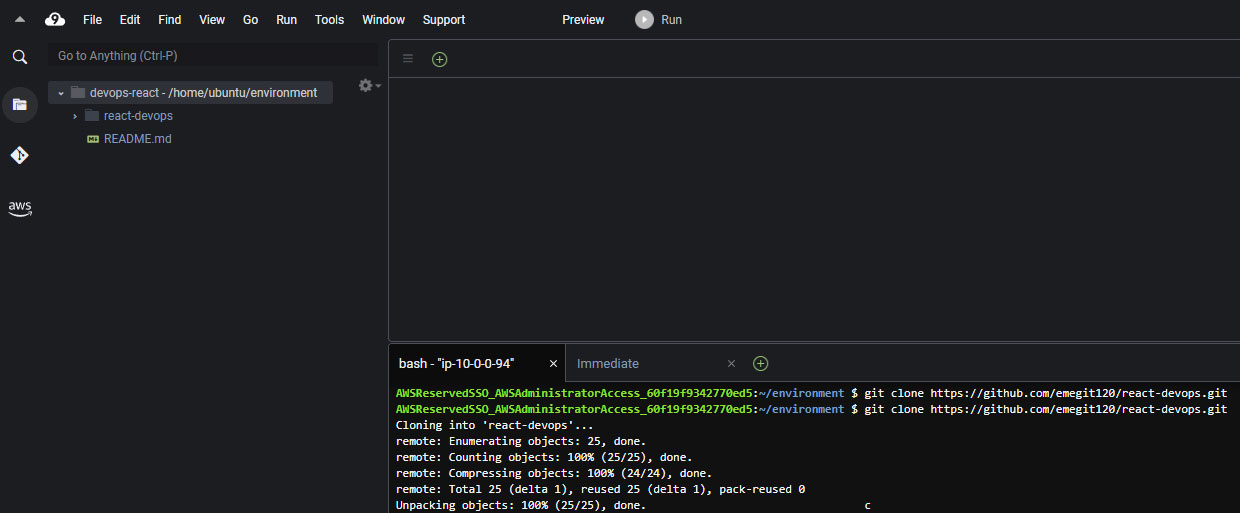 9 File Edit Find View Go Run Tools Window Support Preview Run
Go to Anything (Ctrl-P)
devops-react - /home/ubuntu/environment
react-devops
README.md
aws
bash - "ip-10-0-0-94" × Immediate ×
AWSReservedSSO_AWSAdministratorAccess_60f19f9342770ed5:~/environment $ git clone https://github.com/emegit120/react-devops.git
AWSReservedSSO_AWSAdministratorAccess_60f19f9342770ed5:~/environment $ git clone https://github.com/emegit120/react-devops.git
Cloning into 'react-devops'...
remote: Enumerating objects: 25, done.
remote: Counting objects: 100% (25/25), done.
remote: Compressing objects: 100% (24/24), done.
remote: Total 25 (delta 1), reused 25 (delta 1), pack-reused 0
Unpacking objects: 100% (25/25), done. c